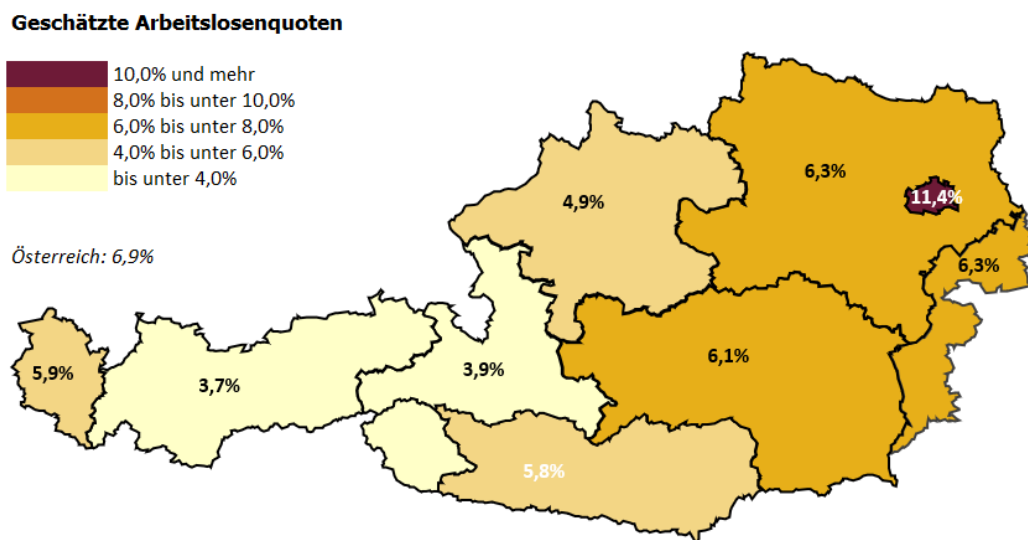 Geschätzte Arbeitslosenquoten
10,0% und mehr
8,0% bis unter 10,0%
6,0% bis unter 8,0%
4,0% bis unter 6,0%
bis unter 4,0%
Österreich: 6,9%
6,3%
11,4%
4,9%
6,3%
6,1%
3,9%
5,9%
3,7%
5,8%